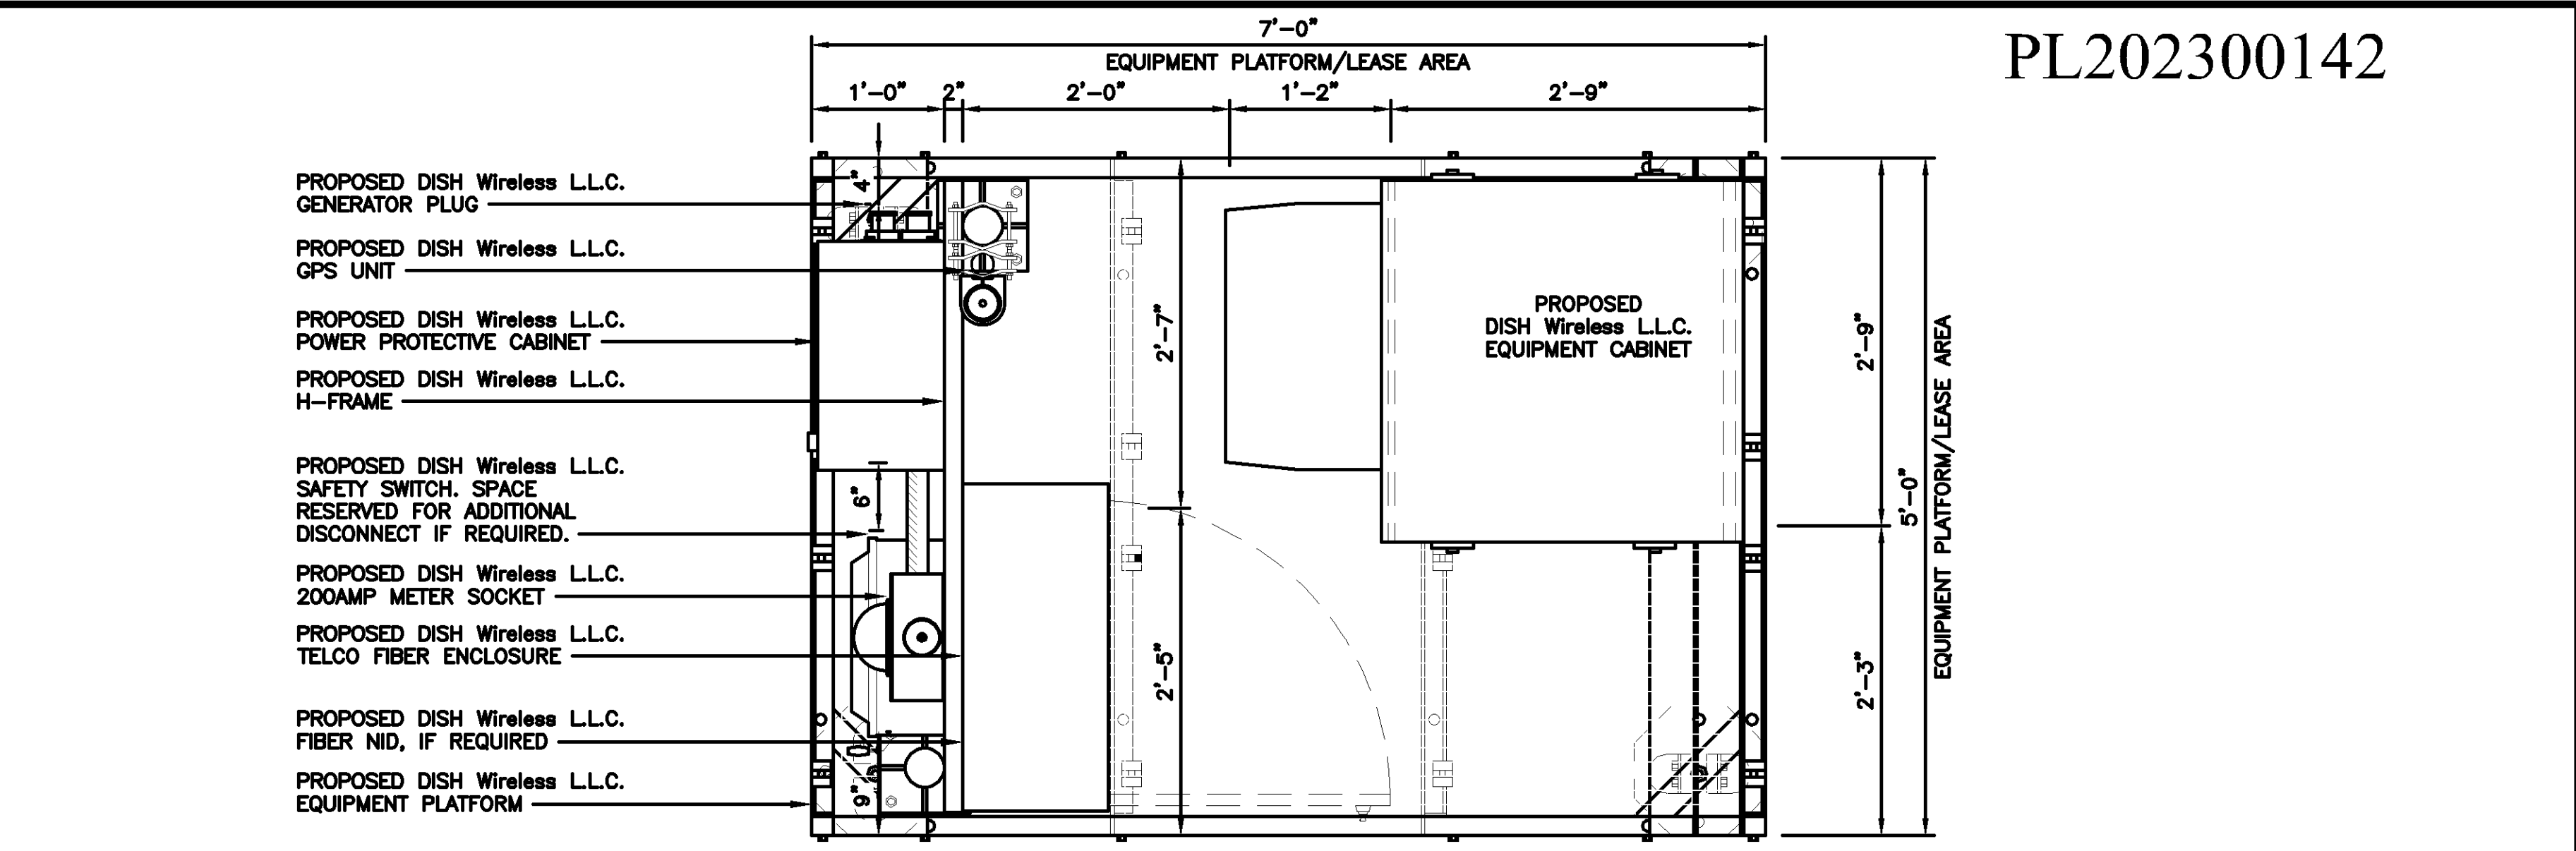 PL202300142
7'-0"
EQUIPMENT PLATFORM/LEASE AREA
1'-0" 2" 2'-0" 1'-2" 2'-9"
PROPOSED DISH Wireless L.L.C.
GENERATOR PLUG
PROPOSED DISH Wireless L.L.C.
GPS UNIT
PROPOSED DISH Wireless L.L.C.
POWER PROTECTIVE CABINET
PROPOSED DISH Wireless L.L.C.
H-FRAME
PROPOSED DISH Wireless L.L.C.
SAFETY SWITCH. SPACE
RESERVED FOR ADDITIONAL
DISCONNECT IF REQUIRED.
PROPOSED DISH Wireless L.L.C.
200AMP METER SOCKET
PROPOSED DISH Wireless L.L.C.
TELCO FIBER ENCLOSURE
PROPOSED DISH Wireless L.L.C.
FIBER NID, IF REQUIRED
PROPOSED DISH Wireless L.L.C.
EQUIPMENT PLATFORM
4"
6"
9"
2'-7"
2'-5"
PROPOSED
DISH Wireless L.L.C.
EQUIPMENT CABINET
2'-9"
2'-3"
5'-0"
EQUIPMENT PLATFORM/LEASE AREA